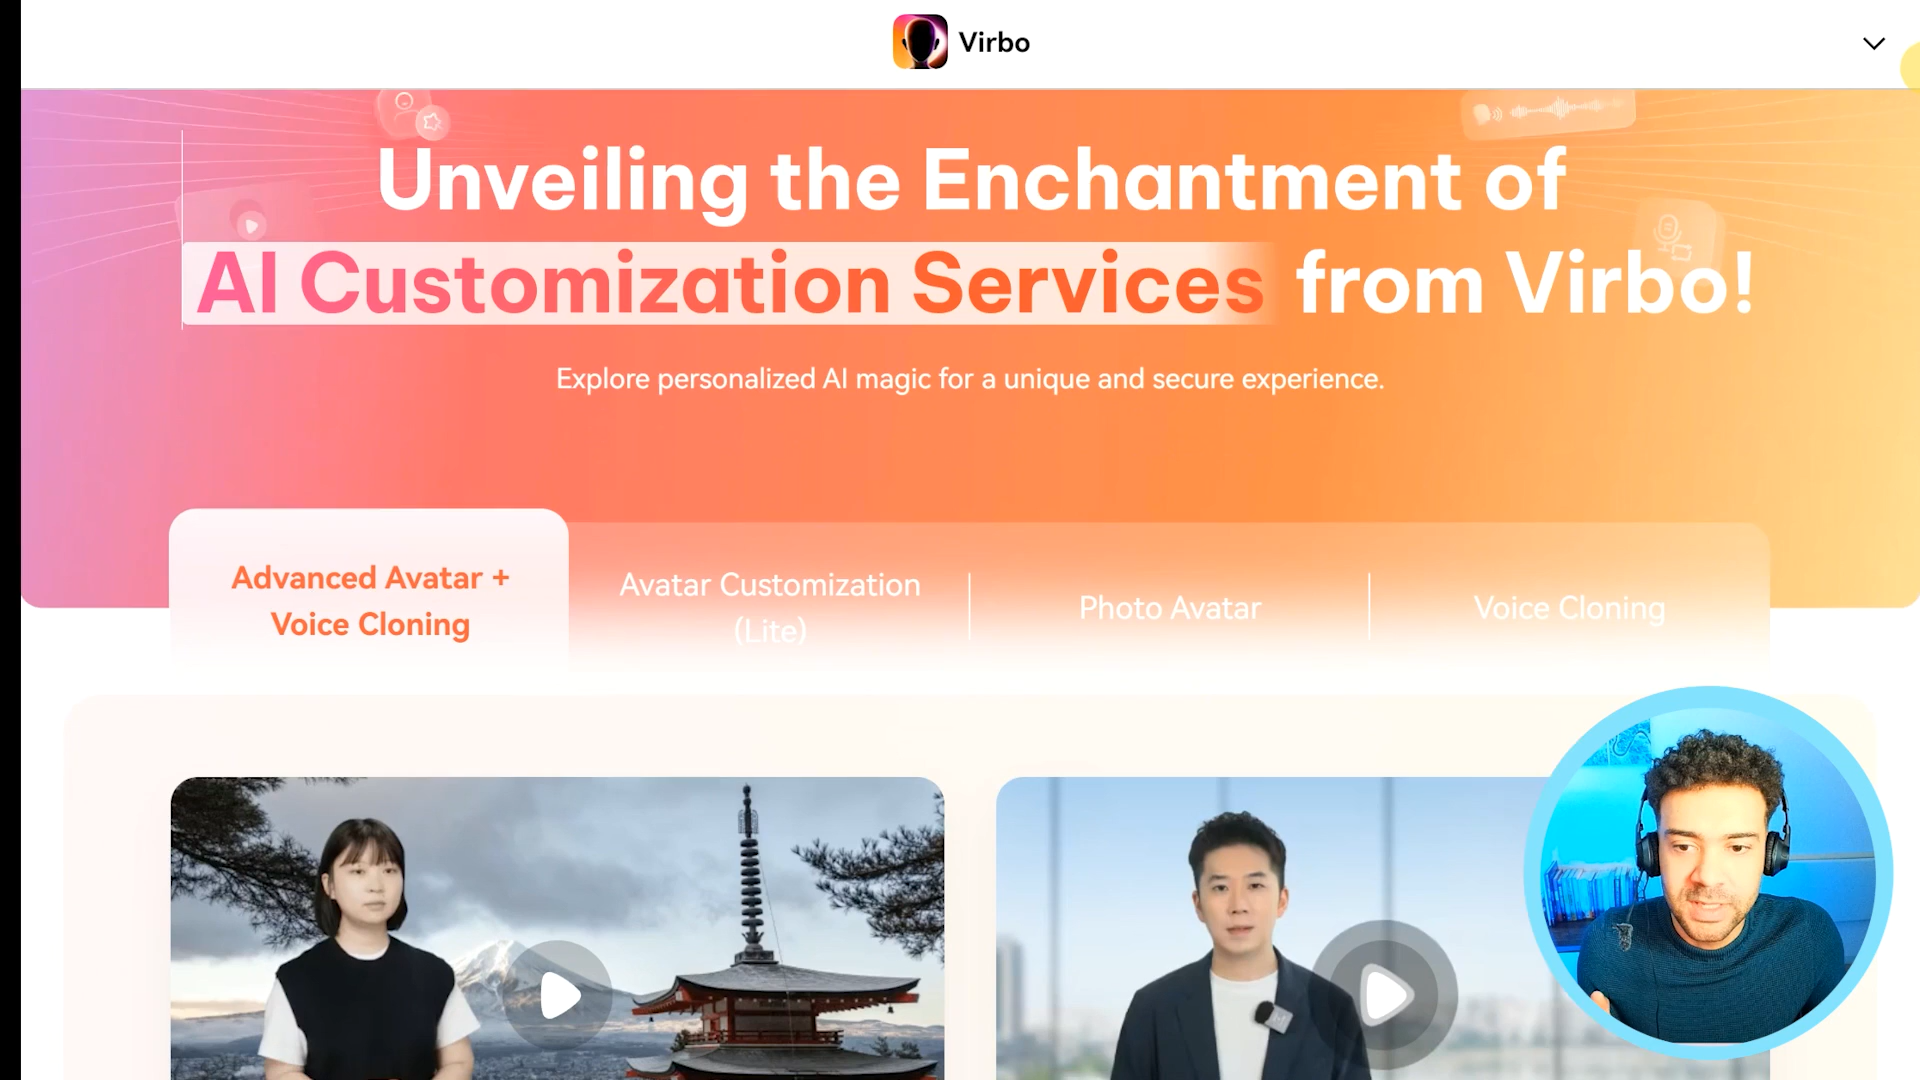 Virbo
Unveiling the Enchantment of
AI Customization Services from Virbo!
Explore personalized AI magic for a unique and secure experience.
Advanced Avatar +
Voice Cloning
Avatar Customization
(Lite)
Photo Avatar
Voice Cloning